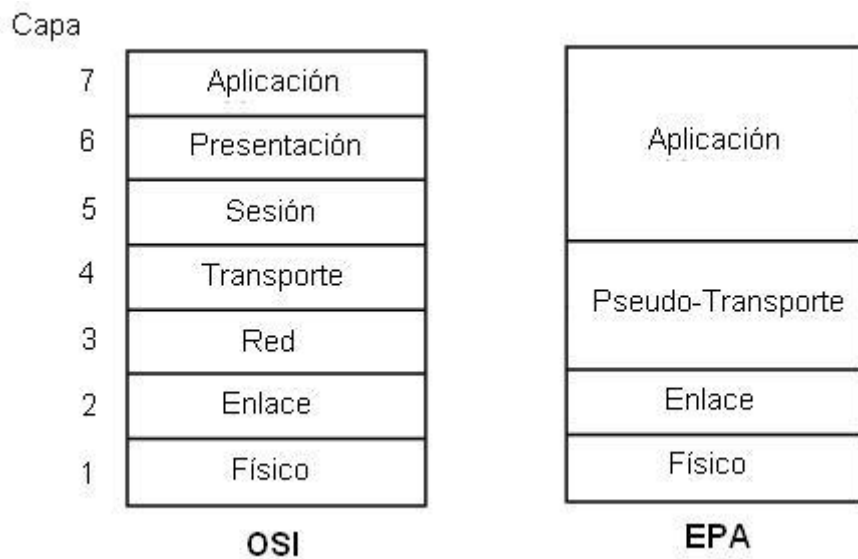 Capa
7
Aplicación
6
Presentación
5
Sesión
4
Transporte
3
Red
2
Enlace
1
Físico
OSI
Aplicación
Pseudo-Transporte
Enlace
Físico
EPA